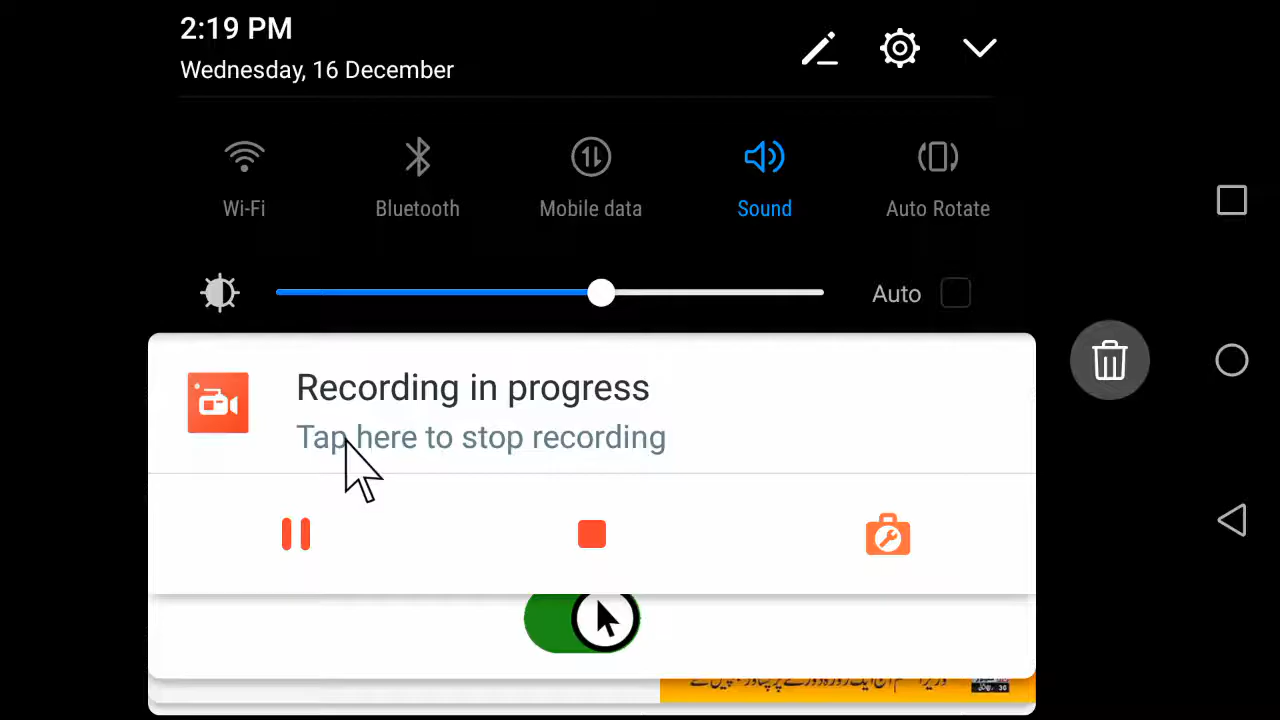 2:19 PM
Wednesday, 16 December
Wi-Fi
Bluetooth
Mobile data
Sound
Auto Rotate
Auto
Recording in progress
Tap here to stop recording